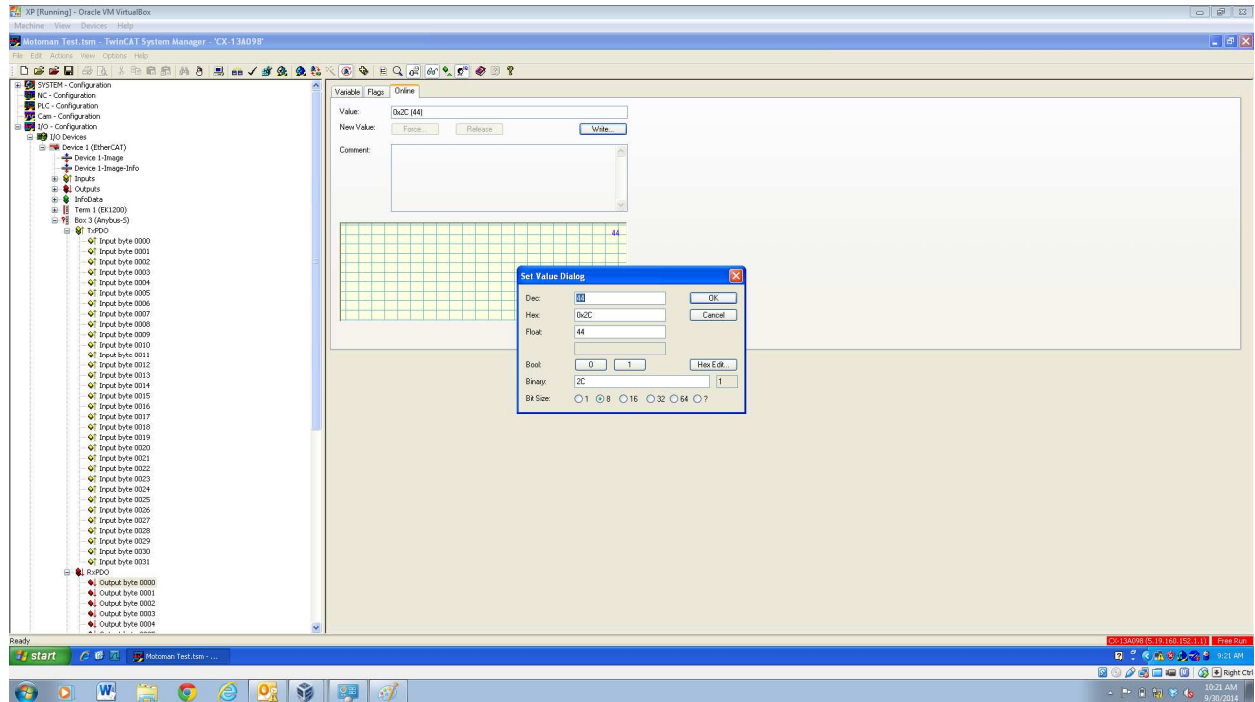 XP [Running] - Oracle VM VirtualBox
Machine View Devices Help
Motoman Test.tsm - TwinCAT System Manager - 'CX-13A098'
File Edit Actions View Options Help
SYSTEM - Configuration
NC - Configuration
PLC - Configuration
Cam - Configuration
I/O - Configuration
I/O Devices
Device 1 (EtherCAT)
Device 1-Image
Device 1-Image-Info
Inputs
Outputs
InfoData
Term 1 (EK1200)
Box 3 (Anybus-S)
TxPDO
Input byte 0000
Input byte 0001
Input byte 0002
Input byte 0003
Input byte 0004
Input byte 0005
Input byte 0006
Input byte 0007
Input byte 0008
Input byte 0009
Input byte 0010
Input byte 0011
Input byte 0012
Input byte 0013
Input byte 0014
Input byte 0015
Input byte 0016
Input byte 0017
Input byte 0018
Input byte 0019
Input byte 0020
Input byte 0021
Input byte 0022
Input byte 0023
Input byte 0024
Input byte 0025
Input byte 0026
Input byte 0027
Input byte 0028
Input byte 0029
Input byte 0030
Input byte 0031
RxPDO
Output byte 0000
Output byte 0001
Output byte 0002
Output byte 0003
Output byte 0004
Variable Flags Online
Value: 0x2C (44)
New Value: Force... Release Write...
Comment:
44
Set Value Dialog
Dec: 44 OK
Hex: 0x2C Cancel
Float: 44
Bool: 0 1 Hex Edit...
Binary: 2C 1
Bit Size: 1 8 16 32 64 ?
Ready
CX-13A098 (5.19.160.152.1.1) Free Run
start Motoman Test.tsm - ... 9:21 AM
Right Ctrl
10:21 AM
9/30/2014